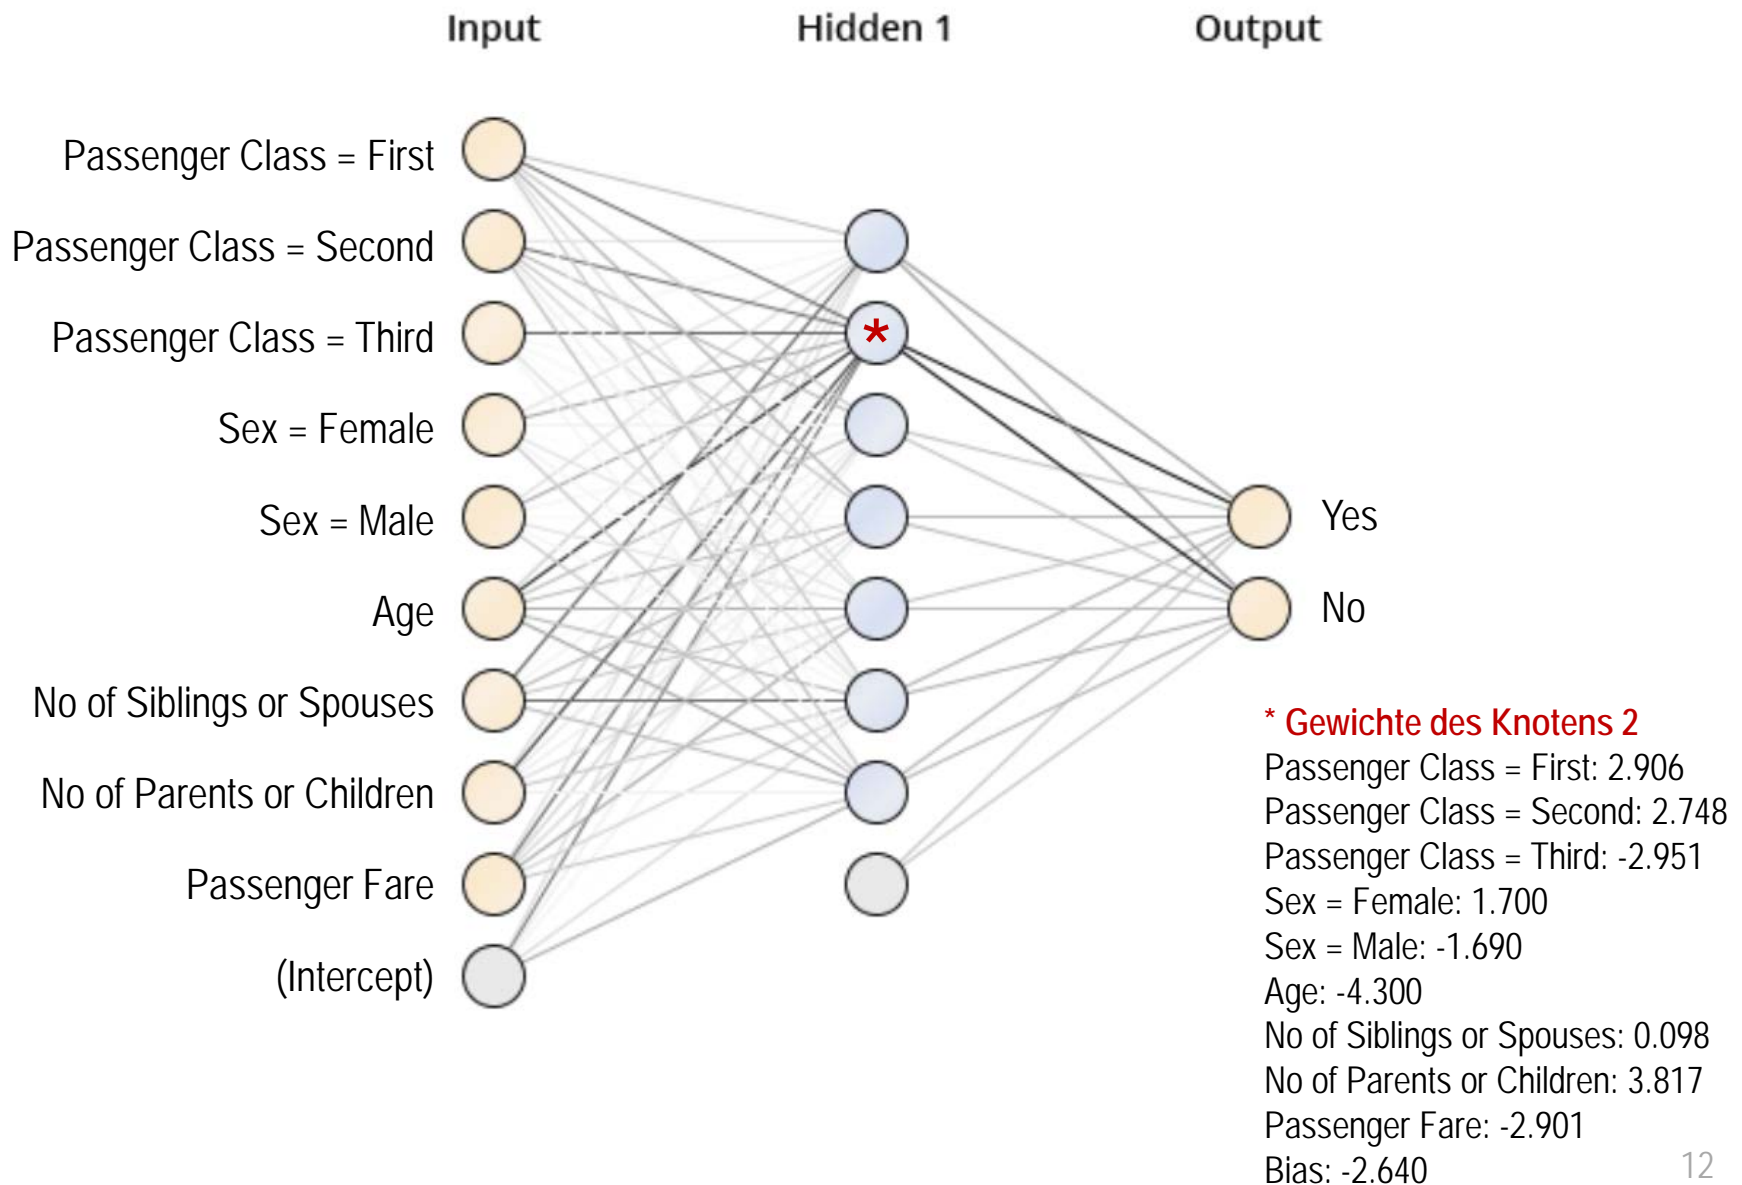 Input
Hidden 1
Output
Passenger Class = First
Passenger Class = Second
Passenger Class = Third
*
Sex = Female
Sex = Male
Yes
Age
No
No of Siblings or Spouses
No of Parents or Children
Passenger Fare
(Intercept)
* Gewichte des Knotens 2
Passenger Class = First: 2.906
Passenger Class = Second: 2.748
Passenger Class = Third: -2.951
Sex = Female: 1.700
Sex = Male: -1.690
Age: -4.300
No of Siblings or Spouses: 0.098
No of Parents or Children: 3.817
Passenger Fare: -2.901
Bias: -2.640
12